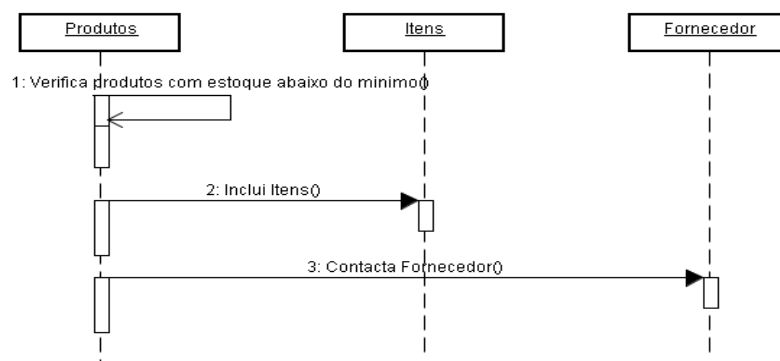 Produtos
Itens
Fornecedor
1: Verifica produtos com estoque abaixo do minimo()
2: Inclui Itens()
3: Contacta Fornecedor()